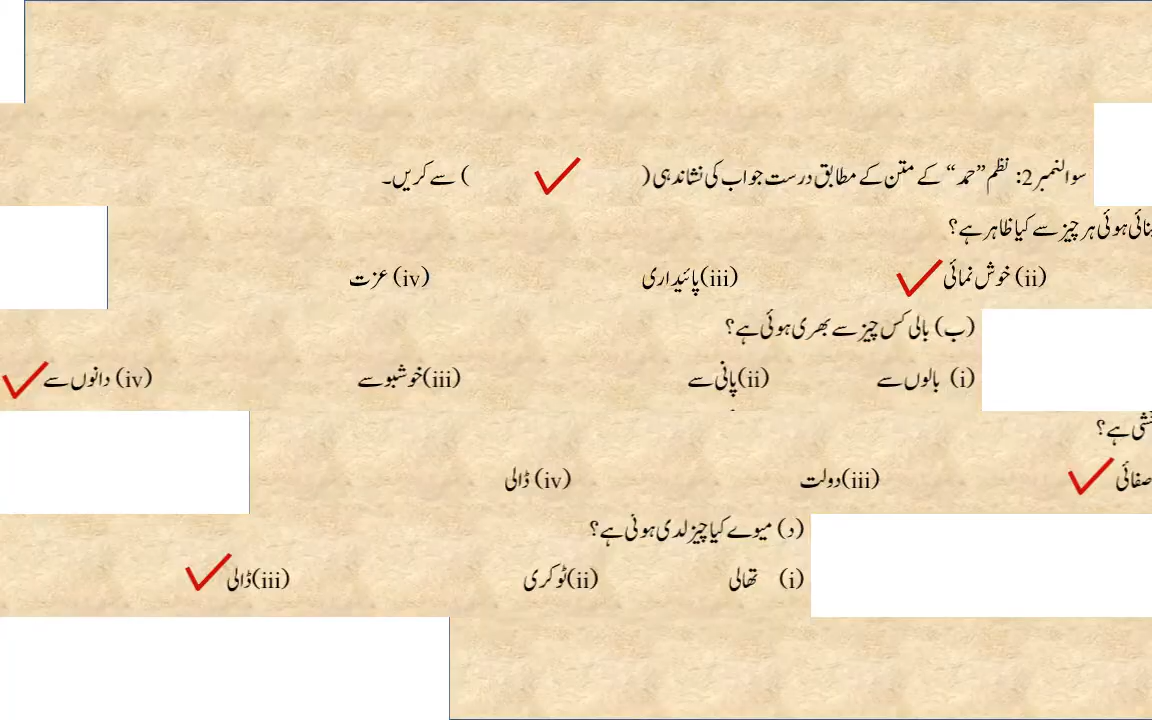 سوالنمبر2: نظم”حمد“ کے متن کے مطابق درست جواب کی نشاندہی ( ✓ ) سے کریں۔
ہوئی ہر چیز سے کیا ظاہر ہے؟
(ii) خوش نمائی ✓ (iii)پائیداری (iv) عزت
(ب) بالی کس چیز سے بھری ہوئی ہے؟
(i) بالوں سے (ii)پانی سے (iii)خوشبو سے (iv) دانوں سے ✓
ہے؟
صفائی ✓ (iii)دولت (iv) ڈالی
(د) میوے کیا چیز لدی ہوئی ہے؟
(i) تھالی (ii)ٹوکری (iii)ڈالی ✓